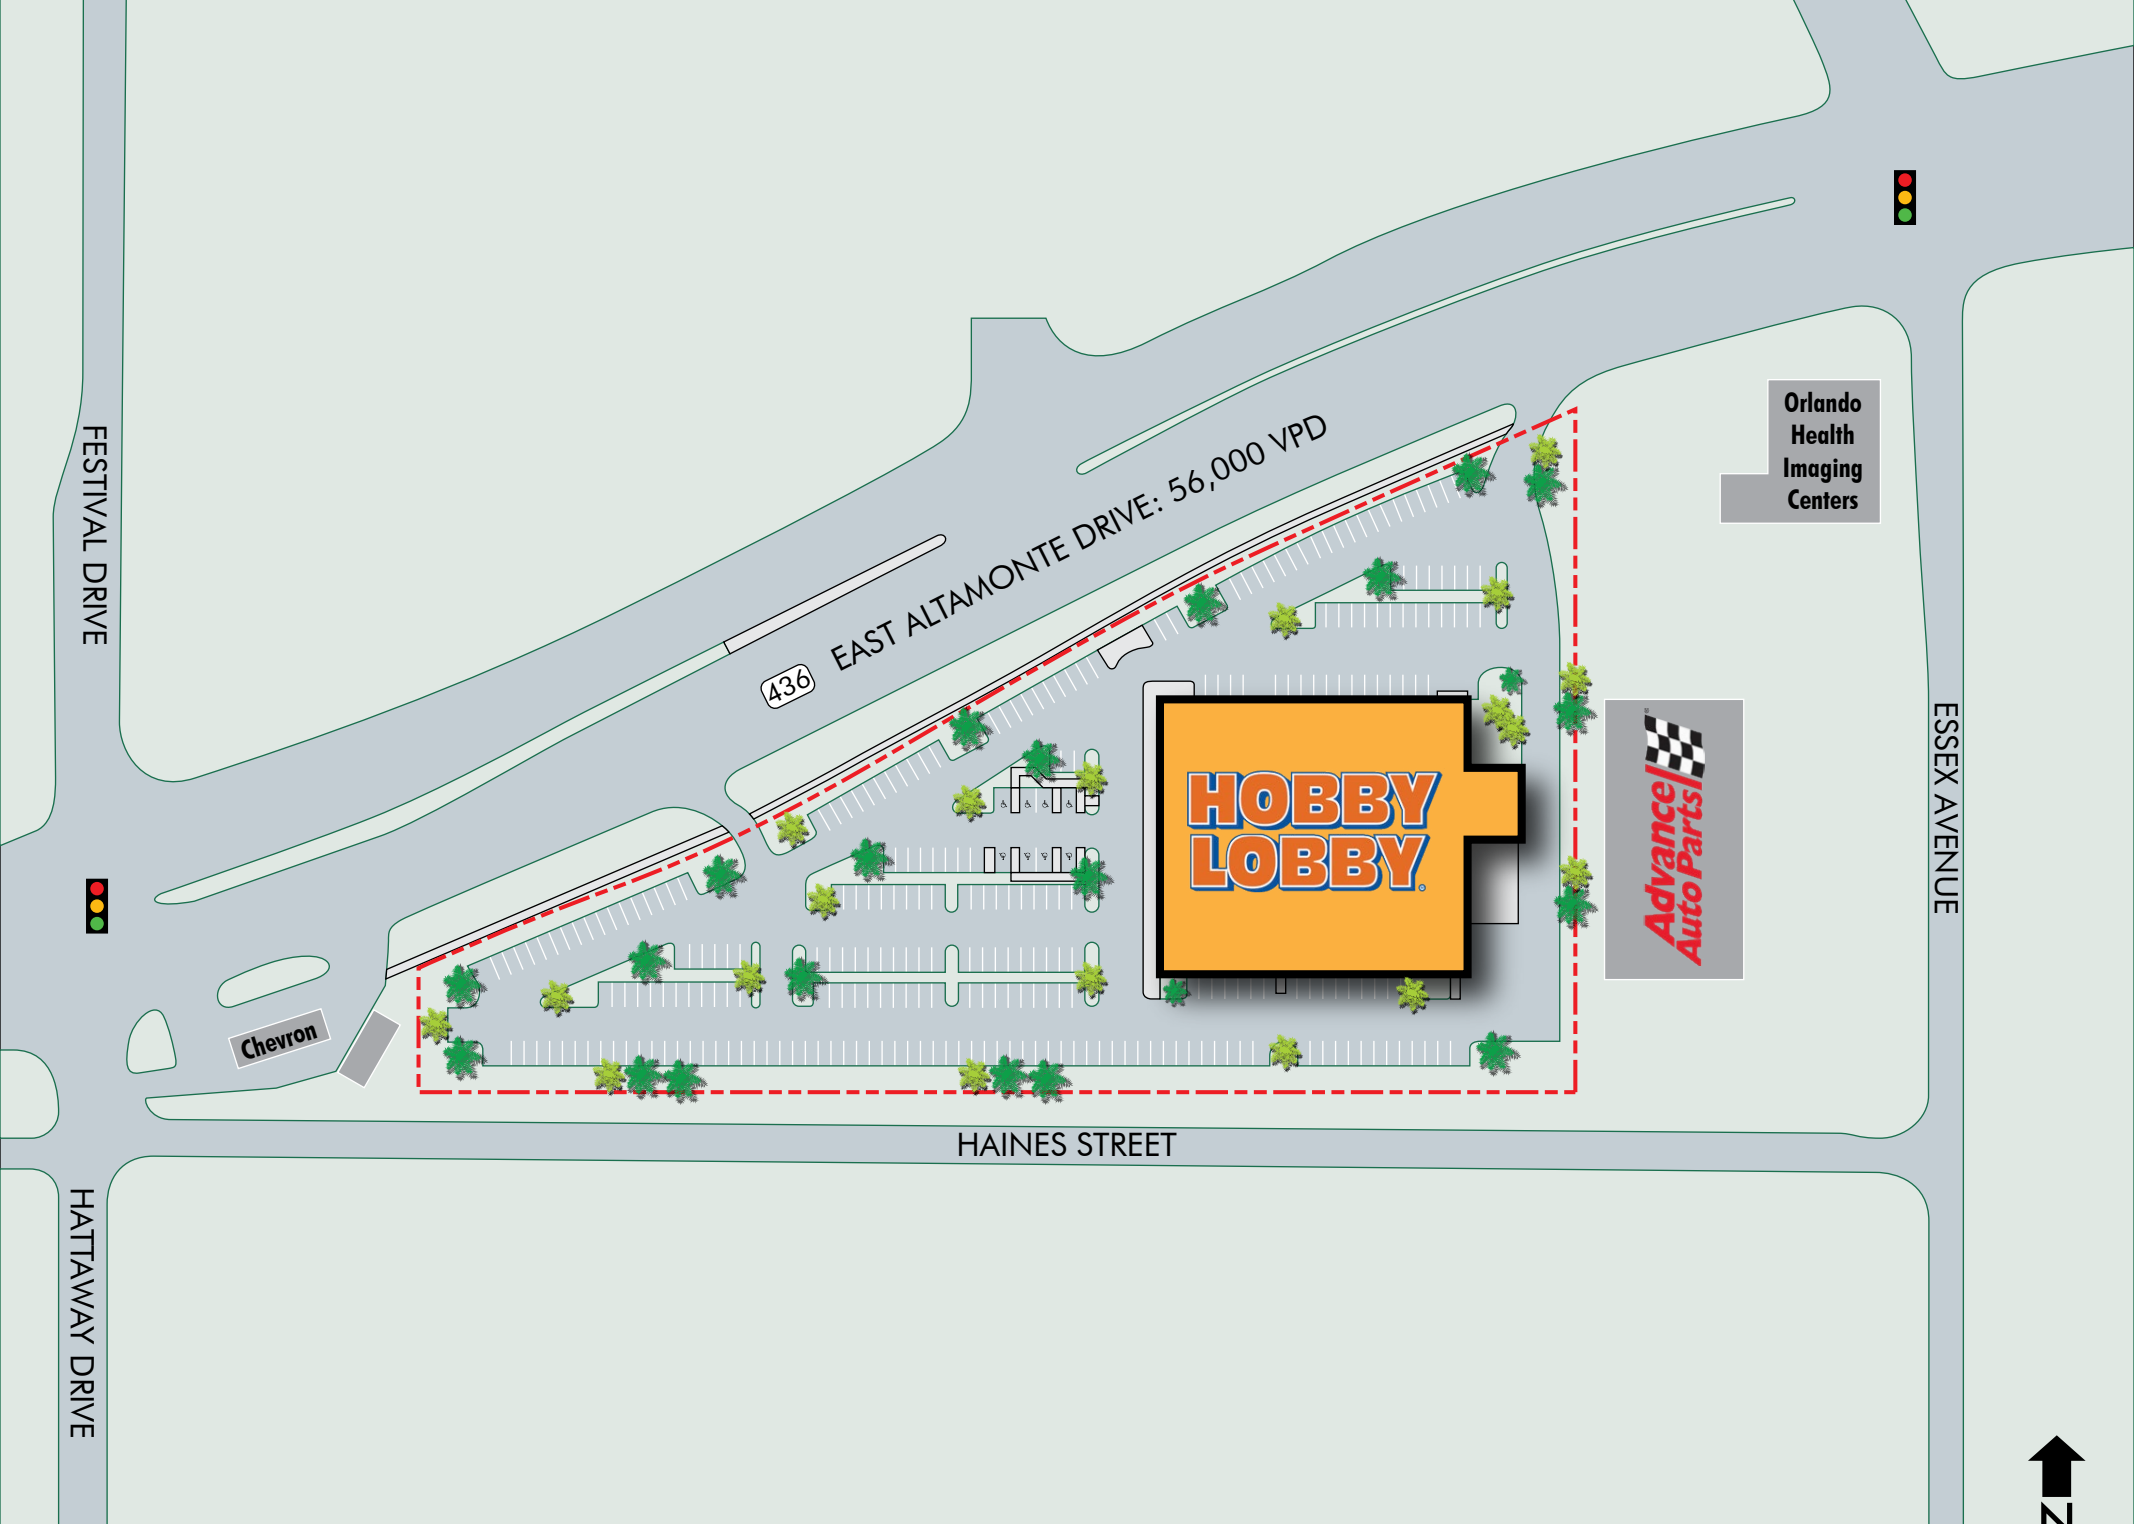 Orlando
Health
Imaging
Centers
EAST ALTAMONTE DRIVE: 56,000 VPD
436
FESTIVAL DRIVE
HOBBY
LOBBY
Advance
Auto Parts
ESSEX AVENUE
Chevron
HAINES STREET
HATTAWAY DRIVE
N